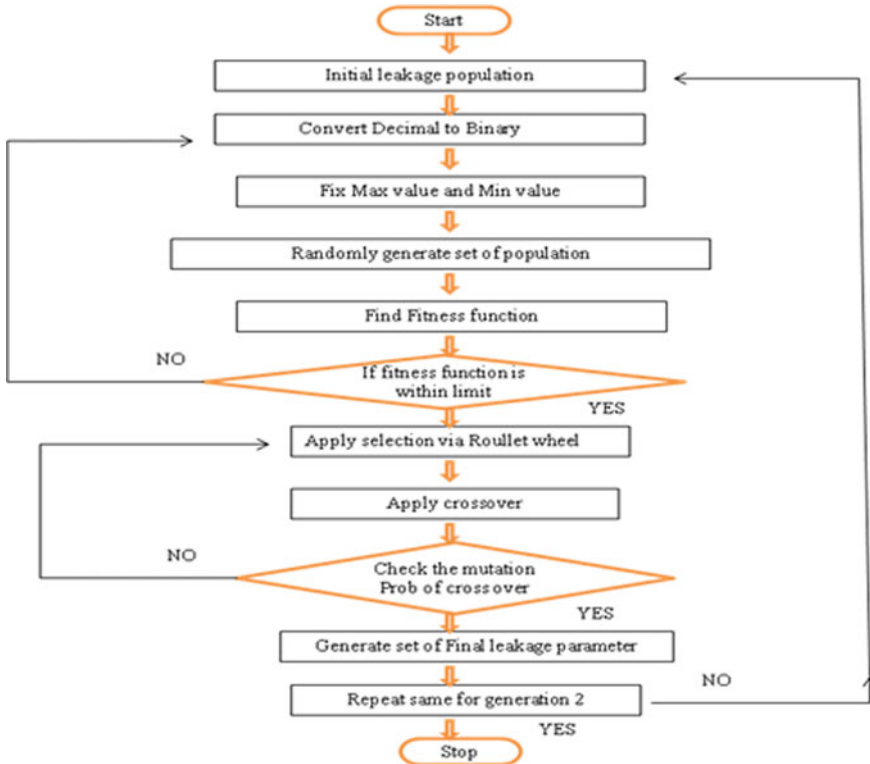 Start
Initial leakage population
Convert Decimal to Binary
Fix Max value and Min value
Randomly generate set of population
Find Fitness function
NO
If fitness function is
within limit
YES
Apply selection via Roullet wheel
Apply crossover
NO
Check the mutation
Prob of crossover
YES
Generate set of Final leakage parameter
Repeat same for generation 2
NO
YES
Stop